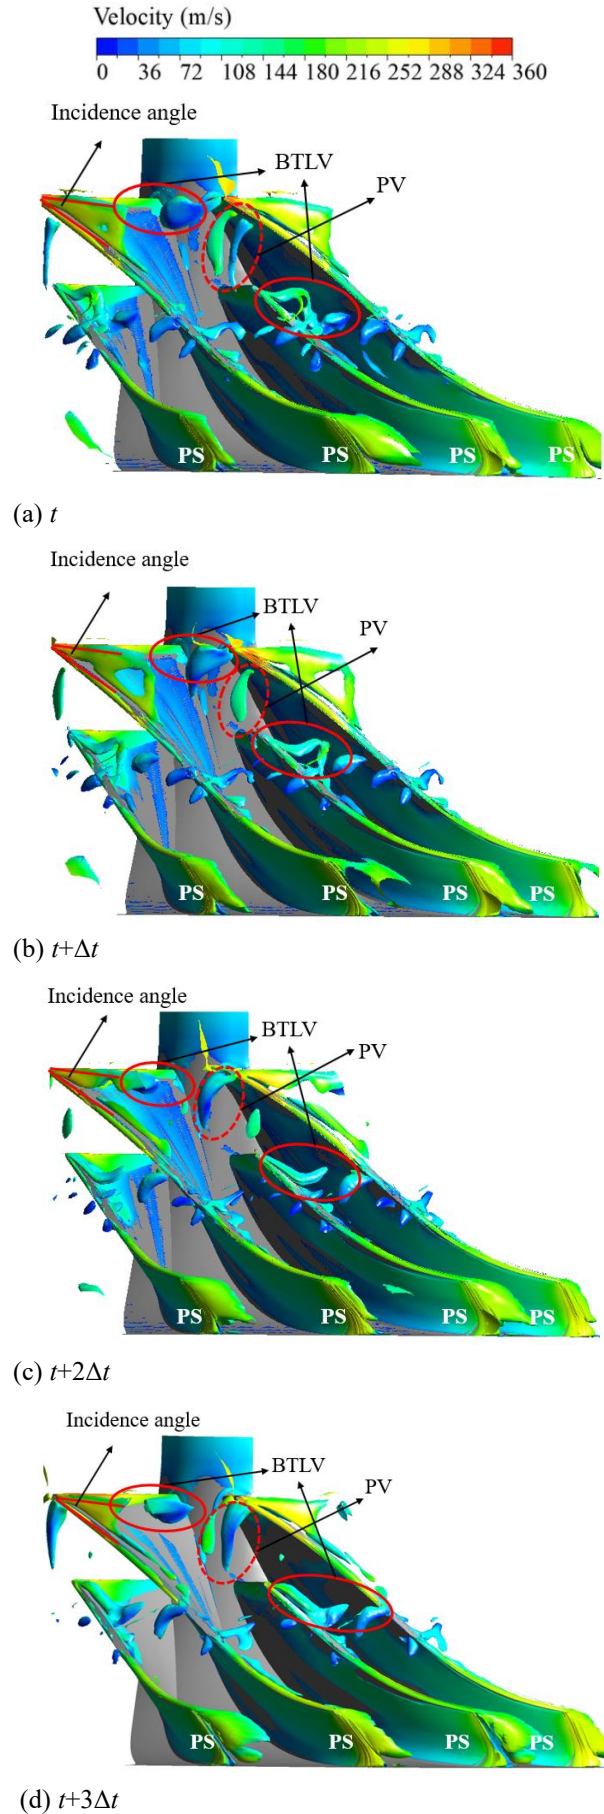 Velocity (m/s)
0 36 72 108 144 180 216 252 288 324 360
Incidence angle
BTLV
PV
PS PS PS PS
(a) t
Incidence angle
BTLV
PV
PS PS PS PS
(b) t+Δt
Incidence angle
BTLV
PV
PS PS PS PS
(c) t+2Δt
Incidence angle
BTLV
PV
PS PS PS PS
(d) t+3Δt